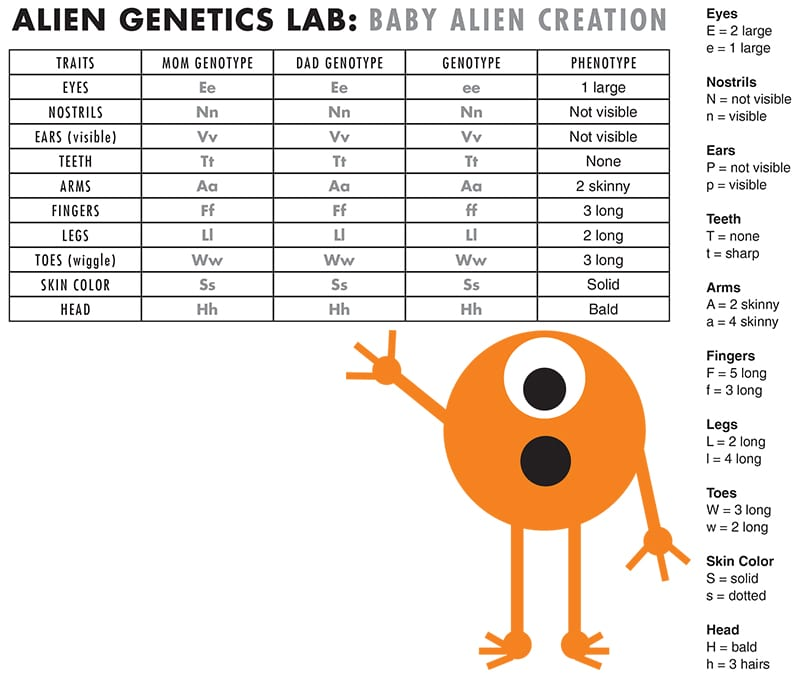 ALIEN GENETICS LAB: BABY ALIEN CREATION
TRAITS MOM GENOTYPE DAD GENOTYPE GENOTYPE PHENOTYPE
EYES Ee Ee ee 1 large
NOSTRILS Nn Nn Nn Not visible
EARS (visible) Vv Vv Vv Not visible
TEETH Tt Tt Tt None
ARMS Aa Aa Aa 2 skinny
FINGERS Ff Ff ff 3 long
LEGS Ll Ll Ll 2 long
TOES (wiggle) Ww Ww Ww 3 long
SKIN COLOR Ss Ss Ss Solid
HEAD Hh Hh Hh Bald
Eyes
E = 2 large
e = 1 large
Nostrils
N = not visible
n = visible
Ears
P = not visible
p = visible
Teeth
T = none
t = sharp
Arms
A = 2 skinny
a = 4 skinny
Fingers
F = 5 long
f = 3 long
Legs
L = 2 long
l = 4 long
Toes
W = 3 long
w = 2 long
Skin Color
S = solid
s = dotted
Head
H = bald
h = 3 hairs